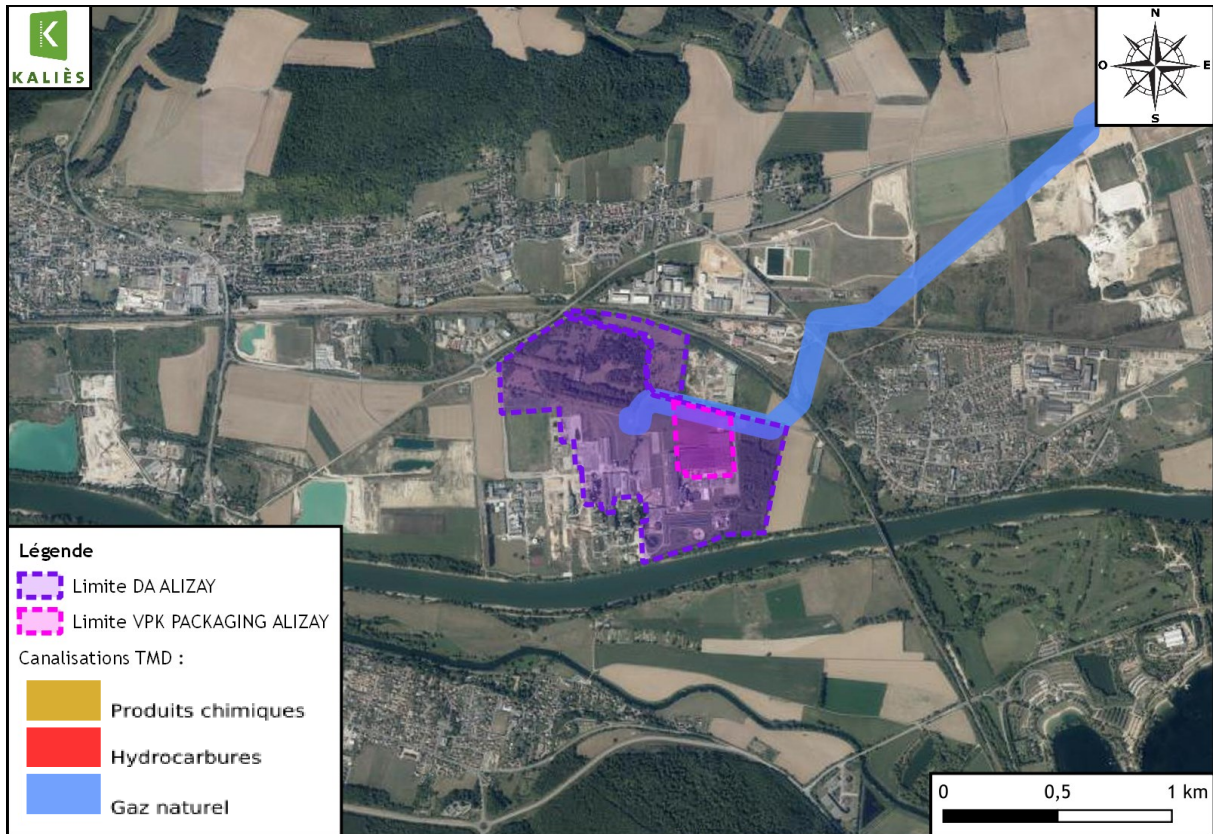 KALIÈS
N
O
E
S
Légende
Limite DA ALIZAY
Limite VPK PACKAGING ALIZAY
Canalisations TMD :
Produits chimiques
Hydrocarbures
Gaz naturel
0
0,5
1 km